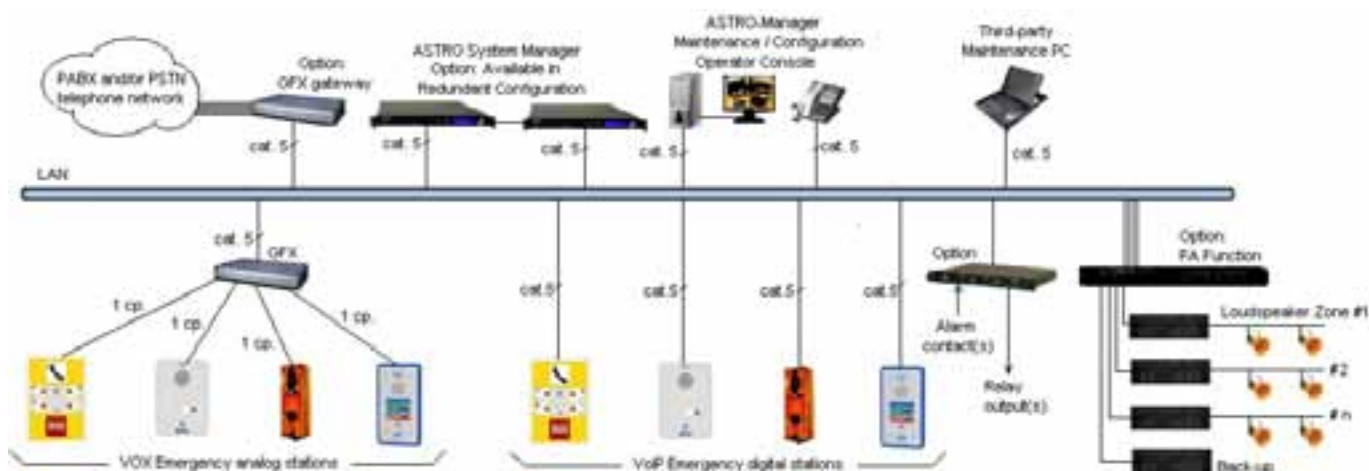 PABX and/or PSTN
telephone network
Option:
GFX gateway
ASTRO System Manager
Option: Available in
Redundent Configuration
ASTRO-Manager
Maintenance / Configuration
Operator Console
Third-party
Maintenance PC
cat. 5
cat. 5
cat. 5
cat. 5
cat. 5
cat. 5
LAN
cat. 5
GFX
1 cp.
1 cp.
1 cp.
1 cp.
cat.5
cat.5
cat.5
cat.5
Option
Alarm
contact(s)
Relay
output(s)
Option:
PA Function
Loudspeaker Zone #1
#2
#n
Back-up
VOX Emergency analog stations
VoIP Emergency digital stations